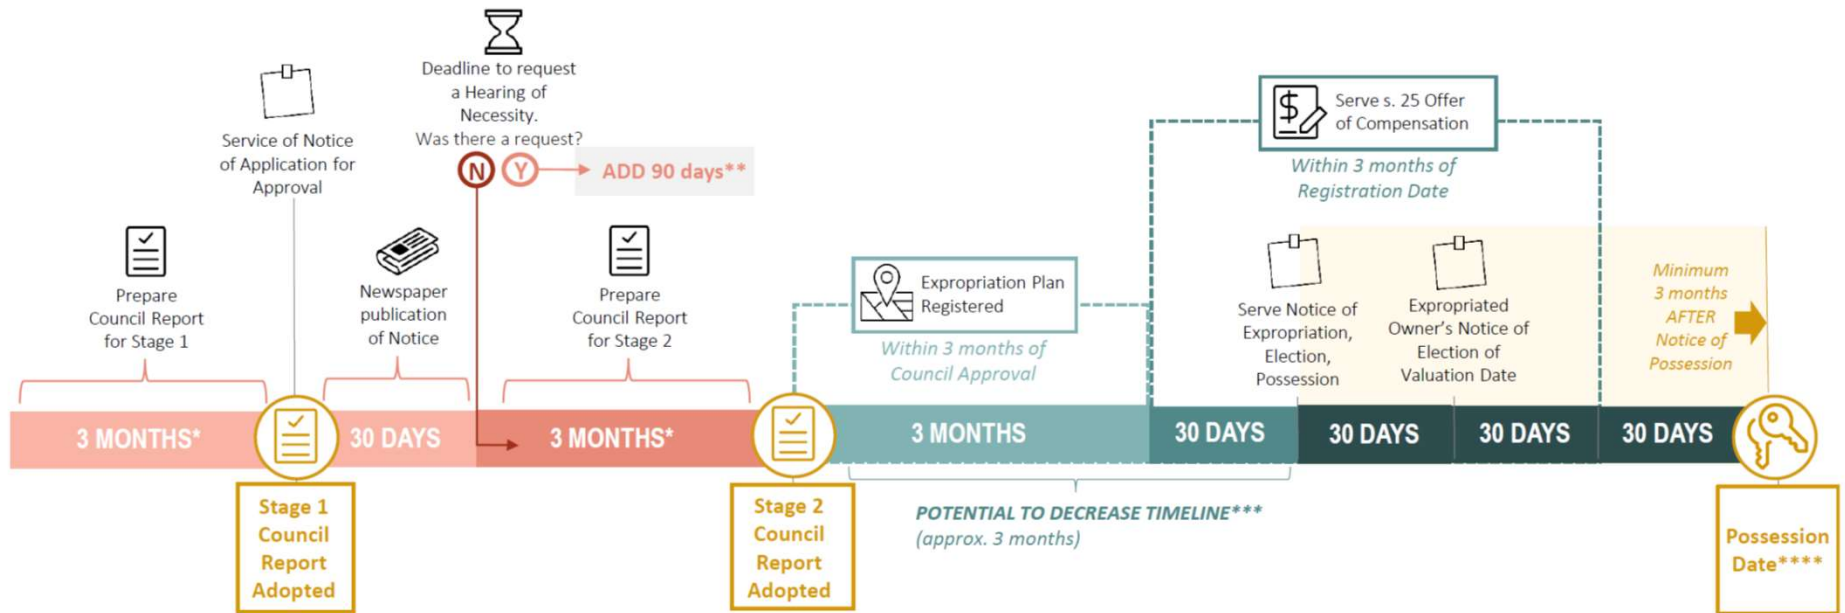 Deadline to request
a Hearing of
Necessity.
Was there a request?
N
Y
ADD 90 days**
Service of Notice
of Application for
Approval
Prepare
Council Report
for Stage 1
Newspaper
publication
of Notice
Prepare
Council Report
for Stage 2
Expropriation Plan
Registered
Within 3 months of
Council Approval
$
Serve s. 25 Offer
of Compensation
Within 3 months of
Registration Date
Serve Notice of
Expropriation,
Election,
Possession
Expropriated
Owner's Notice of
Election of
Valuation Date
Minimum
3 months
AFTER
Notice of
Possession
3 MONTHS*
30 DAYS
3 MONTHS*
3 MONTHS
30 DAYS
30 DAYS
30 DAYS
30 DAYS
Stage 1
Council
Report
Adopted
Stage 2
Council
Report
Adopted
POTENTIAL TO DECREASE TIMELINE***
(approx. 3 months)
Possession
Date****